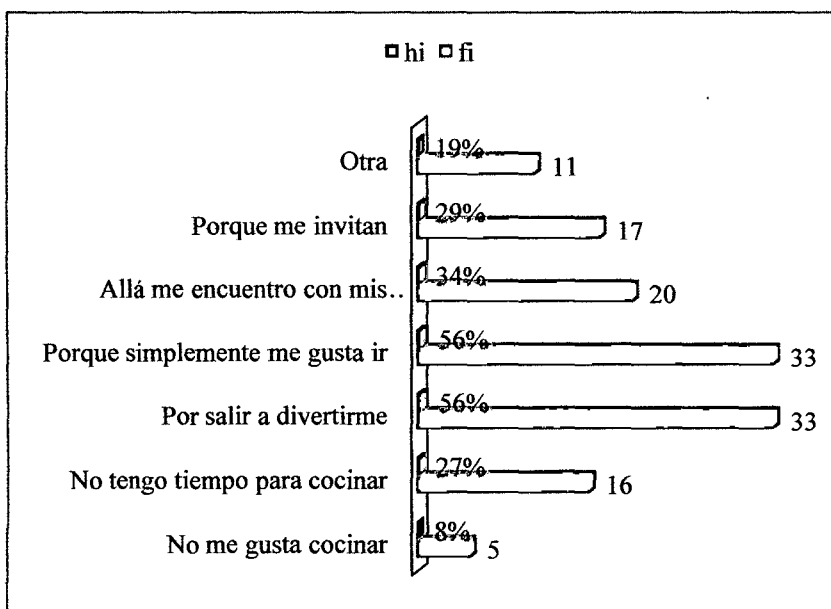 hi fi
Otra 19% 11
Porque me invitan 29% 17
Allá me encuentro con mis.. 34% 20
Porque simplemente me gusta ir 56% 33
Por salir a divertirme 56% 33
No tengo tiempo para cocinar 27% 16
No me gusta cocinar 8% 5